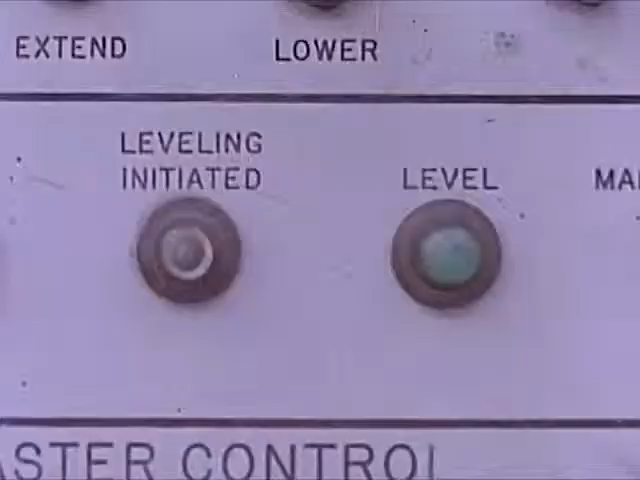 EXTEND LOWER
LEVELING
INITIATED LEVEL
ASTER CONTROL